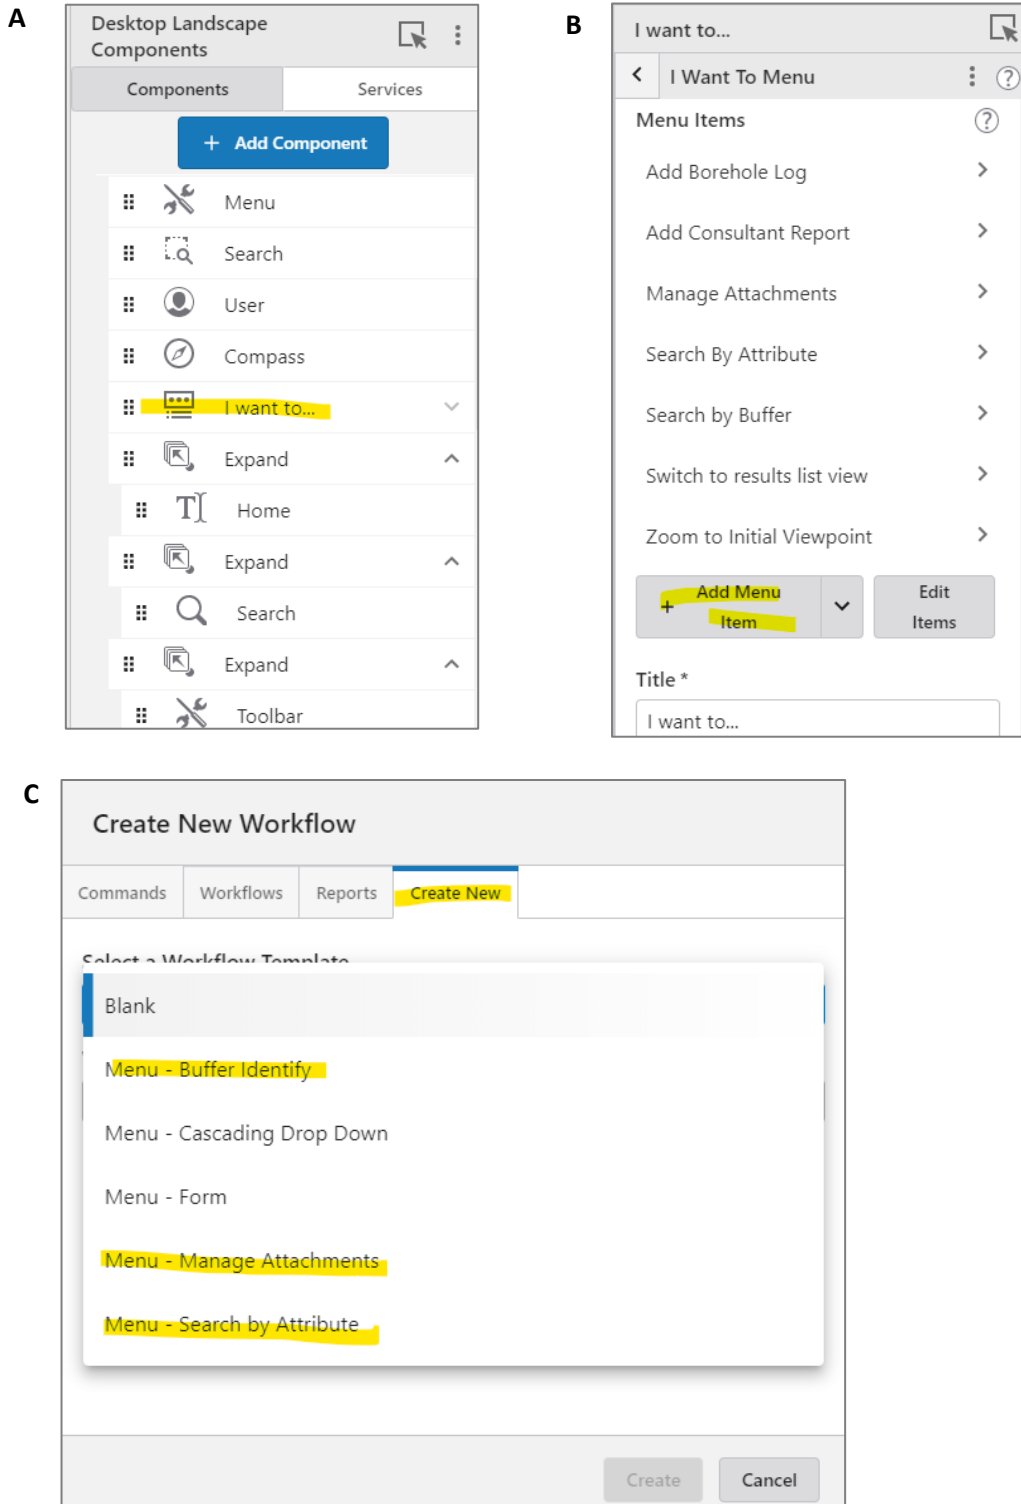 A
Desktop Landscape
Components
Components
Services
+ Add Component
Menu
Search
User
Compass
I want to...
Expand
Home
Expand
Search
Expand
Toolbar
B
I want to...
I Want To Menu
Menu Items
Add Borehole Log
Add Consultant Report
Manage Attachments
Search By Attribute
Search by Buffer
Switch to results list view
Zoom to Initial Viewpoint
+ Add Menu
Item
Edit
Items
Title *
I want to...
C
Create New Workflow
Commands
Workflows
Reports
Create New
Select a Workflow Template
Blank
Menu - Buffer Identify
Menu - Cascading Drop Down
Menu - Form
Menu - Manage Attachments
Menu - Search by Attribute
Create
Cancel